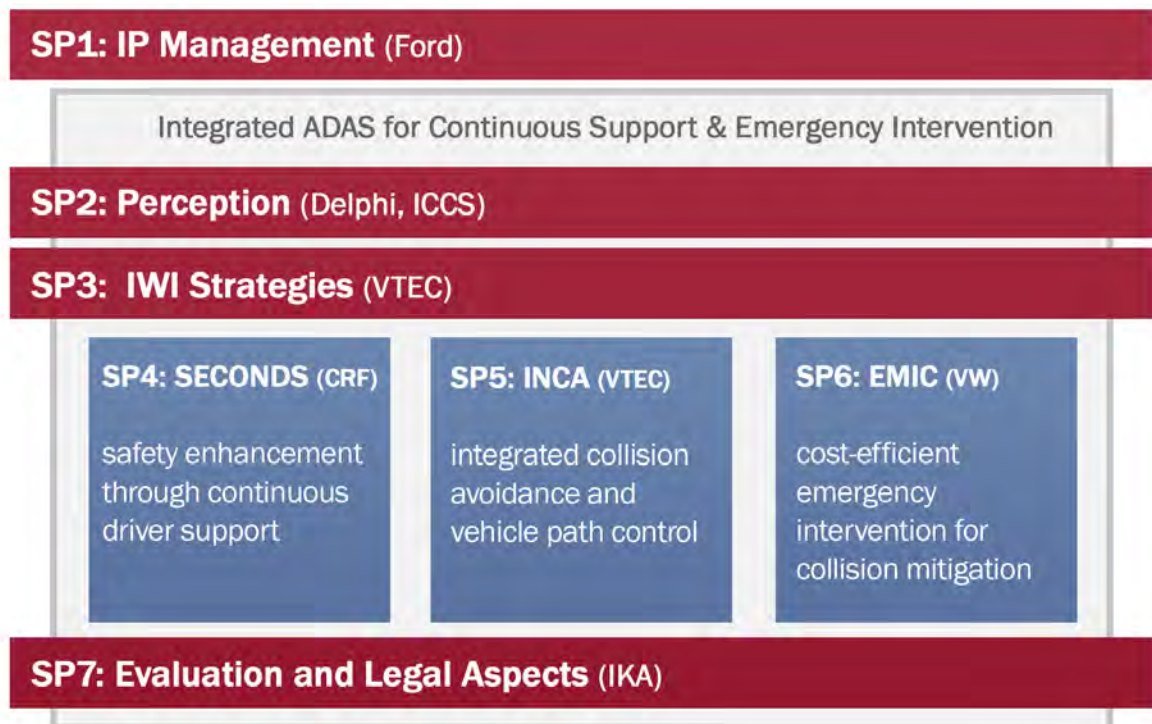 SP1: IP Management (Ford)
Integrated ADAS for Continuous Support & Emergency Intervention
SP2: Perception (Delphi, ICCS)
SP3: IWI Strategies (VTEC)
SP4: SECONDS (CRF)
safety enhancement
through continuous
driver support
SP5: INCA (VTEC)
integrated collision
avoidance and
vehicle path control
SP6: EMIC (VW)
cost-efficient
emergency
intervention for
collision mitigation
SP7: Evaluation and Legal Aspects (IKA)